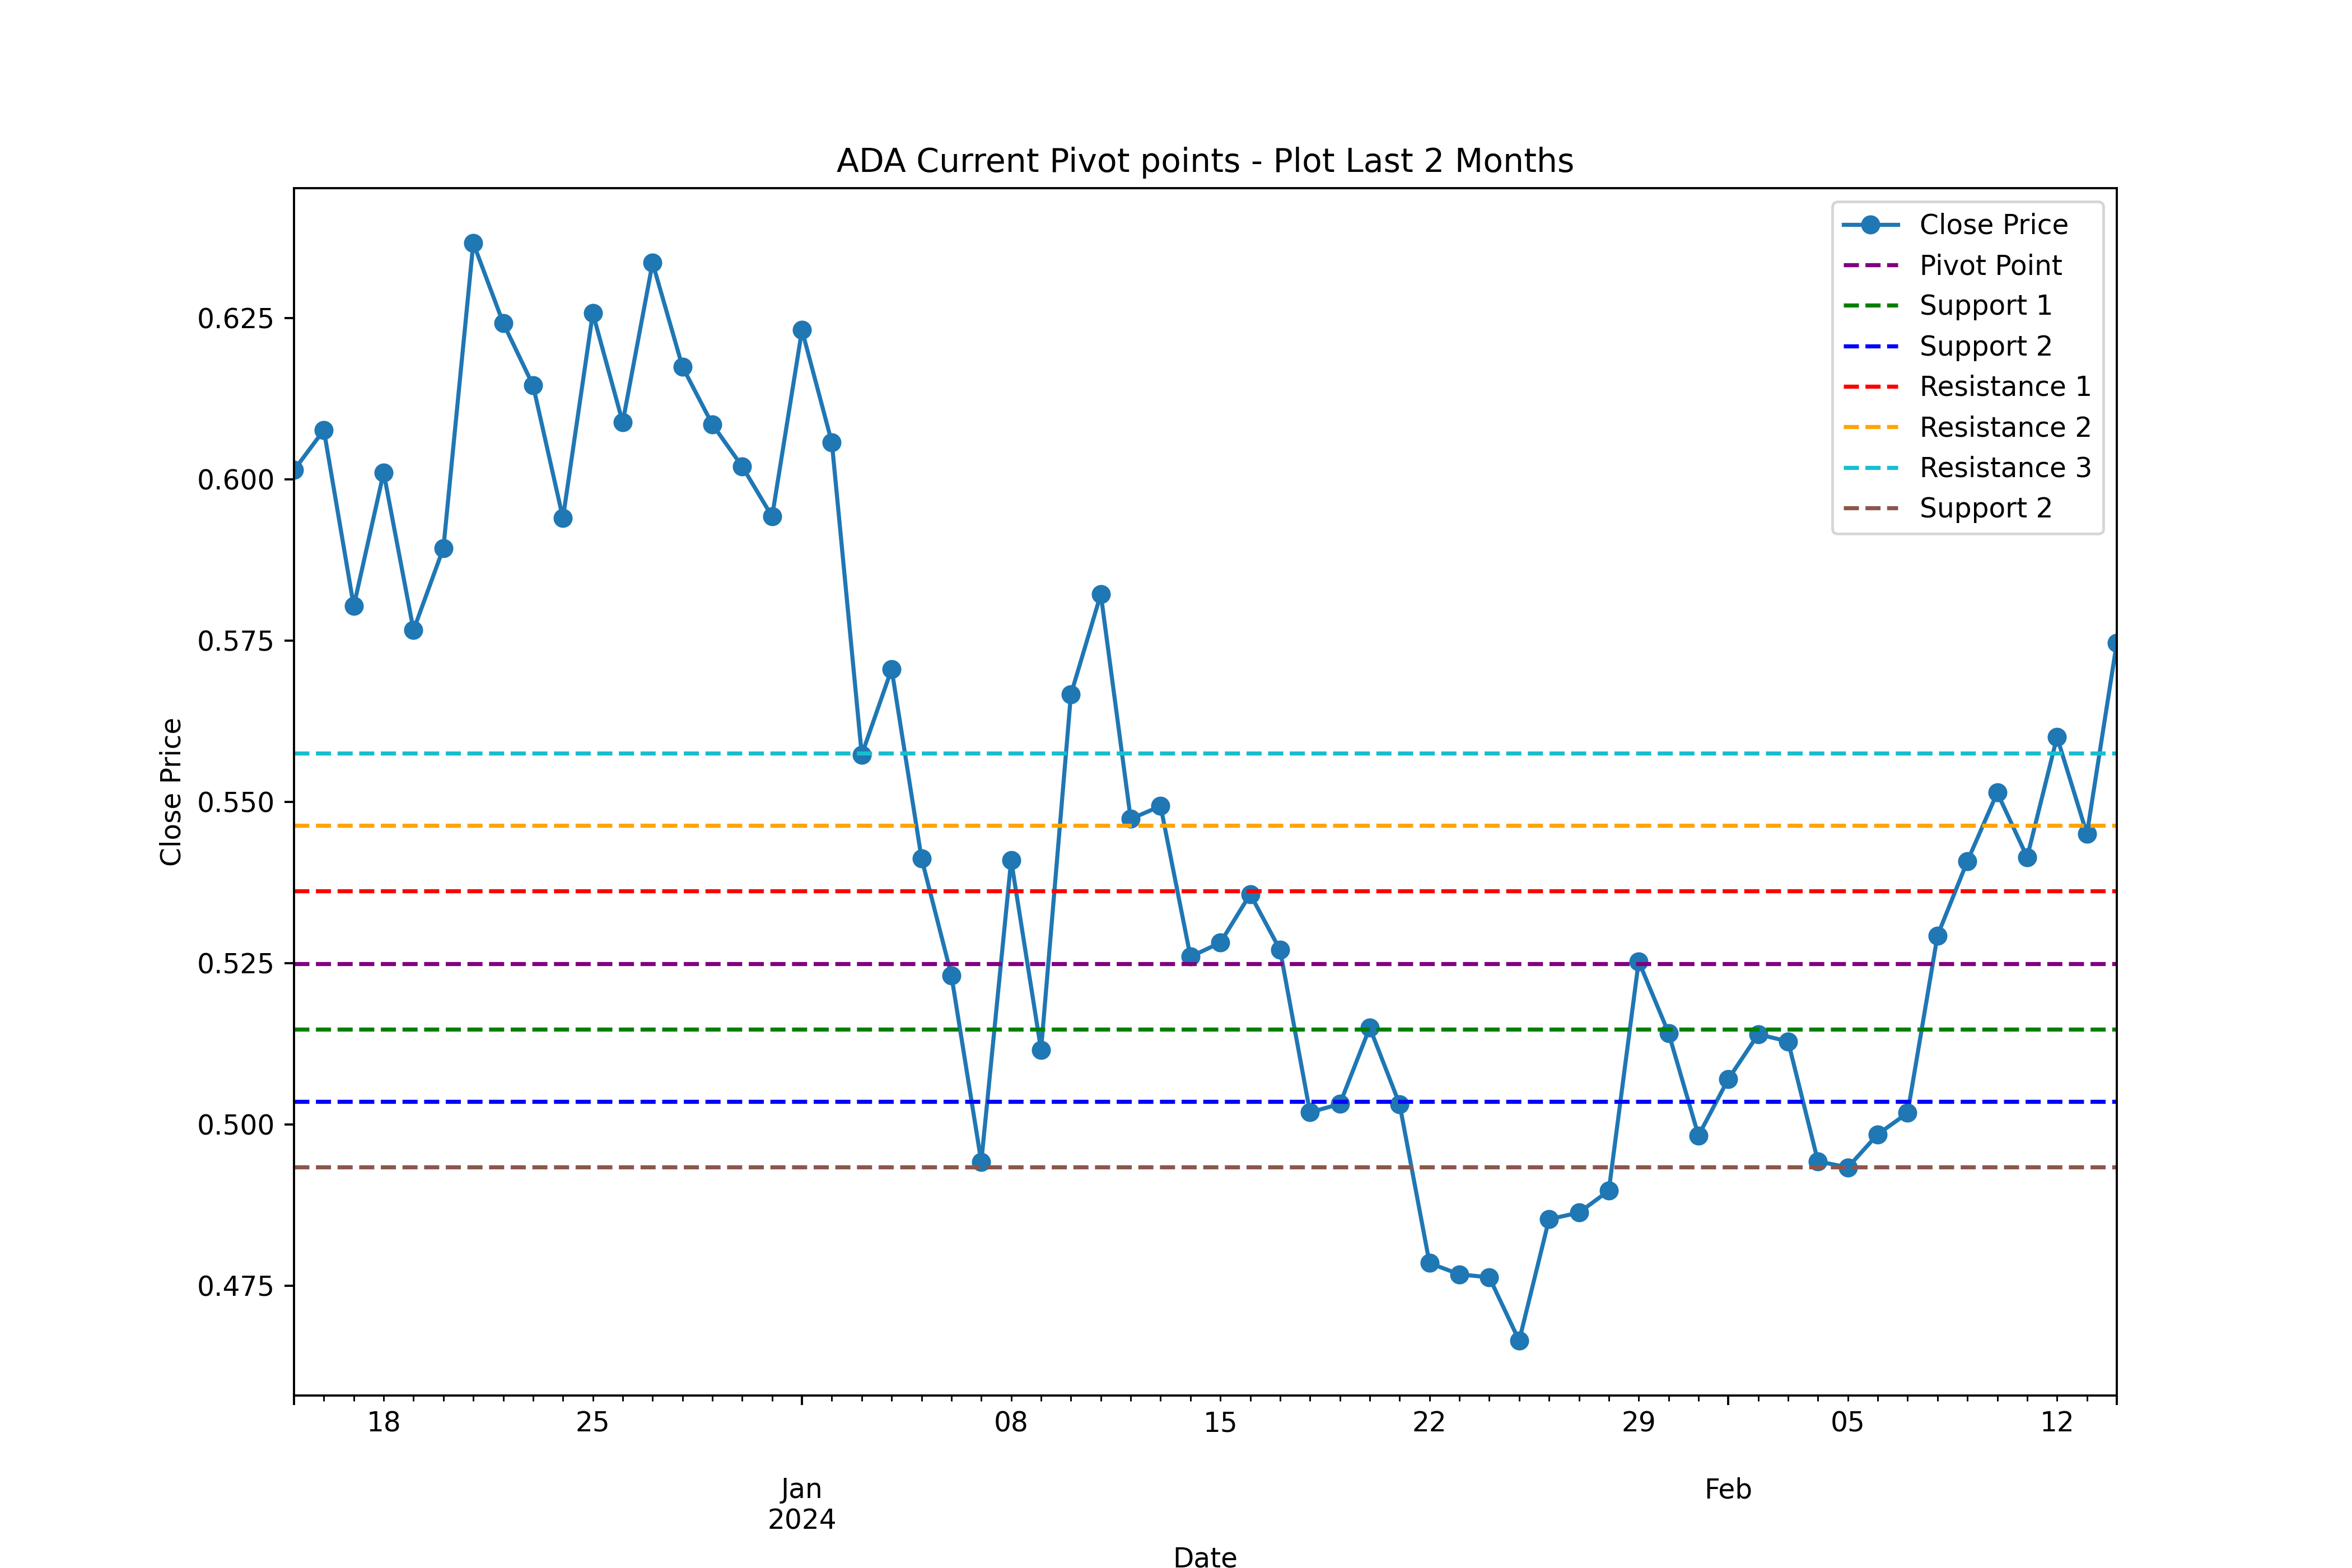 ADA Current Pivot points - Plot Last 2 Months
Close Price
Pivot Point
Support 1
Support 2
Resistance 1
Resistance 2
Resistance 3
Support 2
0.625
0.600
0.575
0.550
0.525
0.500
0.475
Close Price
18
25
08
15
22
29
05
12
Jan
2024
Feb
Date